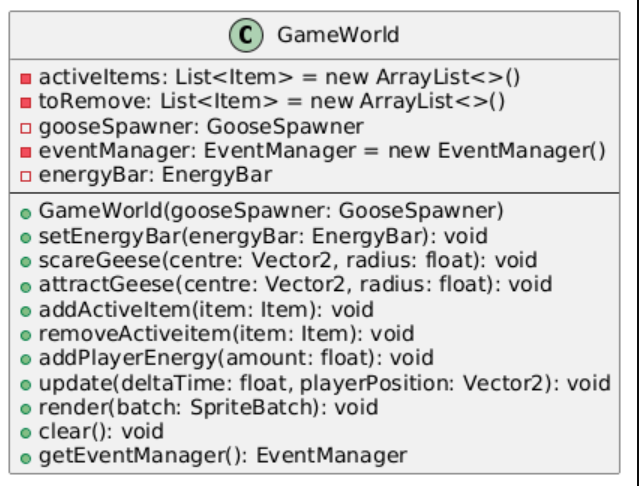 C GameWorld
activeItems: List<Item> = new ArrayList<>()
toRemove: List<Item> = new ArrayList<>()
gooseSpawner: GooseSpawner
eventManager: EventManager = new EventManager()
energyBar: EnergyBar
GameWorld(gooseSpawner: GooseSpawner)
setEnergyBar(energyBar: EnergyBar): void
scareGeese(centre: Vector2, radius: float): void
attractGeese(centre: Vector2, radius: float): void
addActiveItem(item: Item): void
removeActiveitem(item: Item): void
addPlayerEnergy(amount: float): void
update(deltaTime: float, playerPosition: Vector2): void
render(batch: SpriteBatch): void
clear(): void
getEventManager(): EventManager